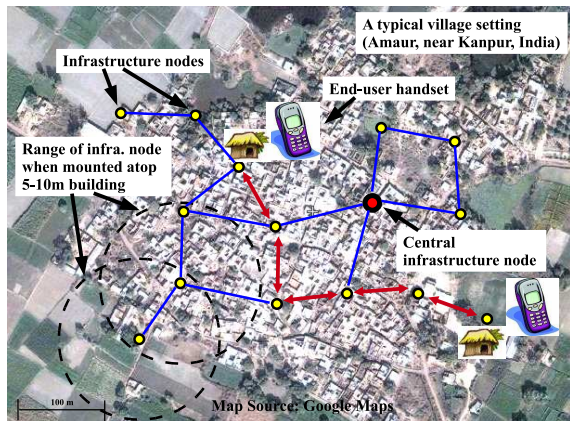 A typical village setting
(Amaur, near Kanpur, India)
Infrastructure nodes
End-user handset
Range of infra. node
when mounted atop
5-10m building
Central
infrastructure node
100 m
Map Source: Google Maps